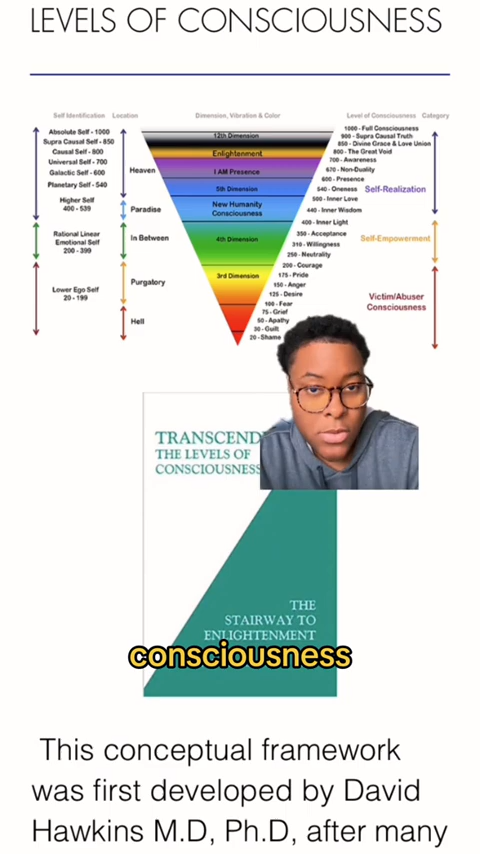 LEVELS OF CONSCIOUSNESS
Self Identification
Location
Dimension, Vibration & Color
Level of Consciousness
Category
Absolute Self - 1000
Supra Causal Self - 850
Causal Self - 800
Universal Self - 700
Galactic Self - 600
Planetary Self - 540
Higher Self
400 - 539
Rational Linear
Emotional Self
200 - 399
Lower Ego Self
20 - 199
Heaven
Paradise
In Between
Purgatory
Hell
12th Dimension
Enlightenment
I AM Presence
5th Dimension
New Humanity
Consciousness
4th Dimension
3rd Dimension
1000 - Full Consciousness
900 - Supra Causal Truth
850 - Divine Grace & Love Union
800 - The Great Void
700 - Awareness
670 - Non-Duality
600 - Presence
540 - Oneness
500 - Inner Love
440 - Inner Wisdom
400 - Inner Light
350 - Acceptance
310 - Willingness
250 - Neutrality
200 - Courage
175 - Pride
150 - Anger
125 - Desire
100 - Fear
75 - Grief
50 - Apathy
30 - Guilt
20 - Shame
Self-Realization
Self-Empowerment
Victim/Abuser
Consciousness
TRANSCEND
THE LEVELS OF
CONSCIOUSNESS
THE
STAIRWAY TO
ENLIGHTENMENT
consciousness
This conceptual framework
was first developed by David
Hawkins M.D, Ph.D, after many